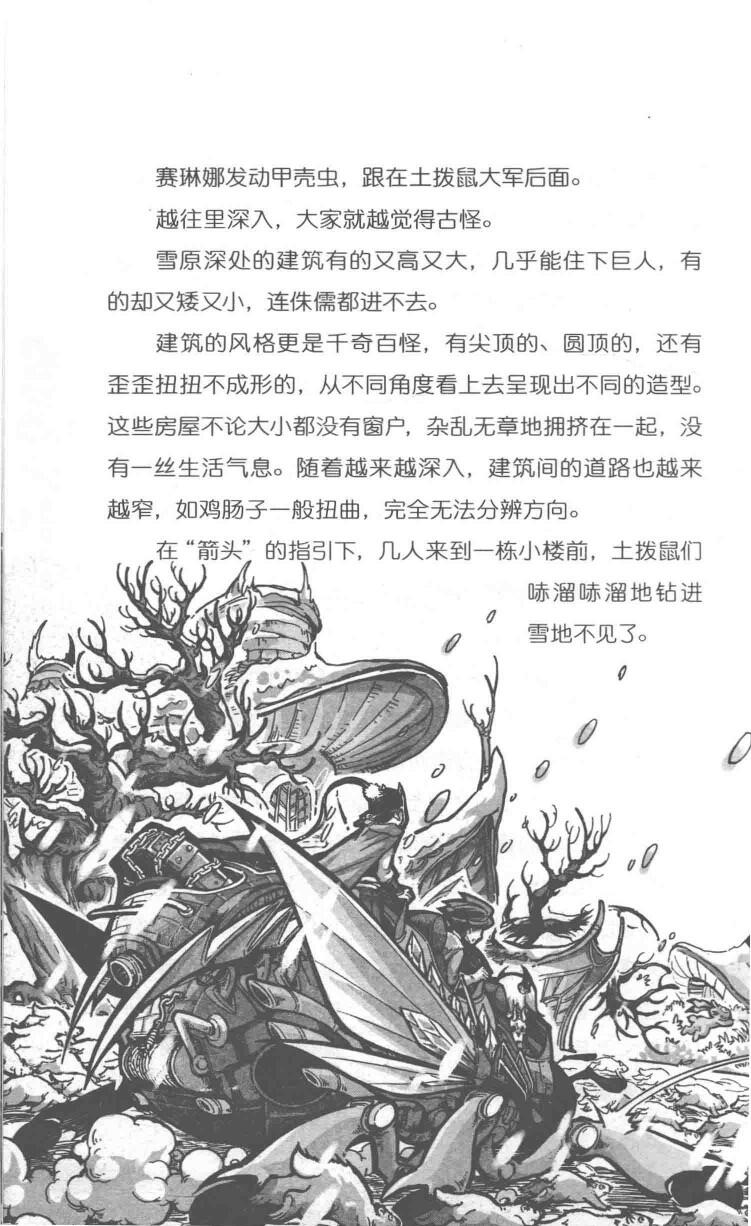 赛琳娜发动甲壳虫，跟在土拨鼠大军后面。
越往里深入，大家就越觉得古怪。
雪原深处的建筑有的又高又大，几乎能住下巨人，有
的却又矮又小，连侏儒都进不去。
建筑的风格更是千奇百怪，有尖顶的、圆顶的，还有
歪歪扭扭不成形的，从不同角度看上去呈现出不同的造型。
这些房屋不论大小都没有窗户，杂乱无章地拥挤在一起，没
有一丝生活气息。随着越来越深入，建筑间的道路也越来
越窄，如鸡肠子一般扭曲，完全无法分辨方向。
在“箭头”的指引下，几人来到一栋小楼前，土拨鼠们
哧溜哧溜地钻进
雪地不见了。